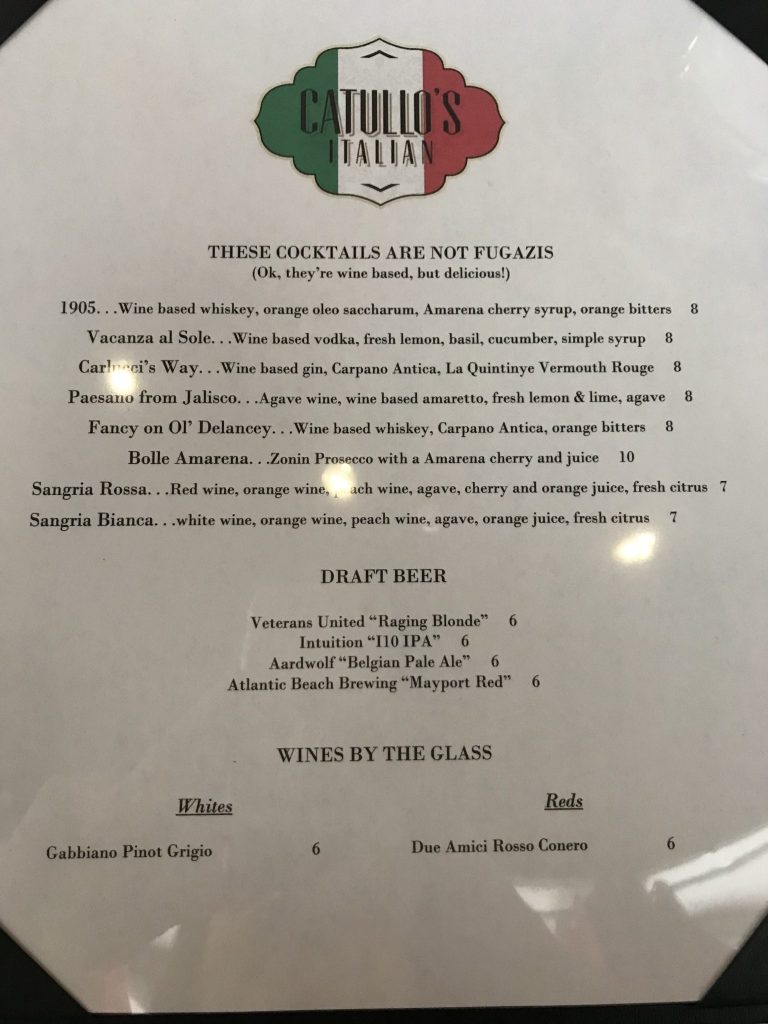 CATULLO'S
ITALIAN
THESE COCKTAILS ARE NOT FUGAZIS
(Ok, they're wine based, but delicious!)
1905. . .Wine based whiskey, orange oleo saccharum, Amarena cherry syrup, orange bitters 8
Vacanza al Sole. . .Wine based vodka, fresh lemon, basil, cucumber, simple syrup 8
Carlucci's Way. . .Wine based gin, Carpano Antica, La Quintinye Vermouth Rouge 8
Paesano from Jalisco. . .Agave wine, wine based amaretto, fresh lemon & lime, agave 8
Fancy on Ol' Delancey. . .Wine based whiskey, Carpano Antica, orange bitters 8
Bolle Amarena. . .Zonin Prosecco with a Amarena cherry and juice 10
Sangria Rossa. . .Red wine, orange wine, peach wine, agave, cherry and orange juice, fresh citrus 7
Sangria Bianca. . .white wine, orange wine, peach wine, agave, orange juice, fresh citrus 7
DRAFT BEER
Veterans United “Raging Blonde” 6
Intuition “I10 IPA” 6
Aardwolf “Belgian Pale Ale” 6
Atlantic Beach Brewing “Mayport Red” 6
WINES BY THE GLASS
Whites Reds
Gabbiano Pinot Grigio 6 Due Amici Rosso Conero 6